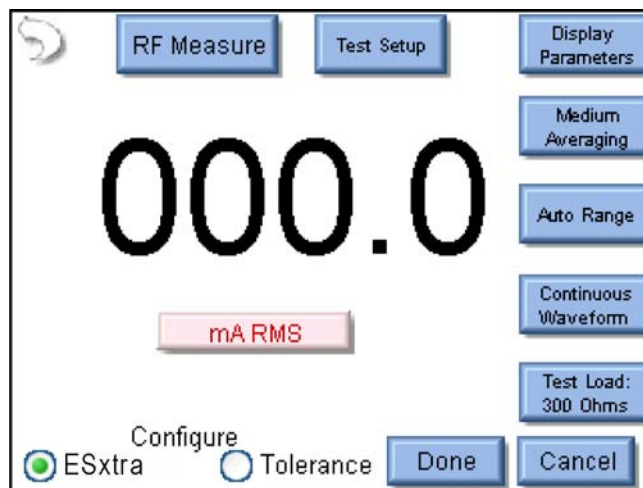 RF Measure
Test Setup
Display
Parameters
000.0
Medium
Averaging
Auto Range
mA RMS
Continuous
Waveform
Test Load:
300 Ohms
Configure
ESxtra
Tolerance
Done
Cancel